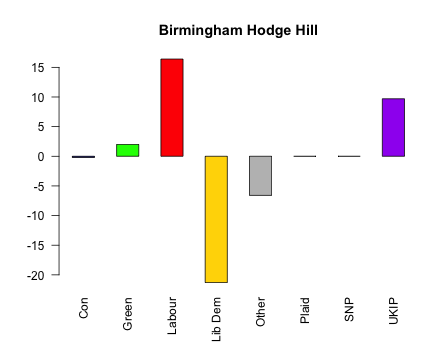 Birmingham Hodge Hill
15
10
5
0
-5
-10
-15
-20
Con
Green
Labour
Lib Dem
Other
Plaid
SNP
UKIP